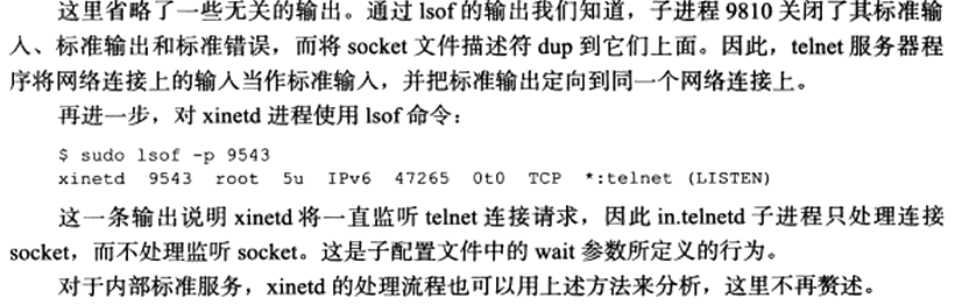 这里省略了一些无关的输出。通过 lsof 的输出我们知道，子进程 9810 关闭了其标准输
入、标准输出和标准错误，而将 socket 文件描述符 dup 到它们上面。因此，telnet 服务器程
序将网络连接上的输入当作标准输入，并把标准输出定向到同一个网络连接上。
再进一步，对 xinetd 进程使用 lsof 命令：
$ sudo lsof -p 9543
xinetd 9543 root 5u IPv6 47265 0t0 TCP *:telnet (LISTEN)
这一条输出说明 xinetd 将一直监听 telnet 连接请求，因此 in.telnetd 子进程只处理连接
socket，而不处理监听 socket。这是子配置文件中的 wait 参数所定义的行为。
对于内部标准服务，xinetd 的处理流程也可以用上述方法来分析，这里不再赘述。